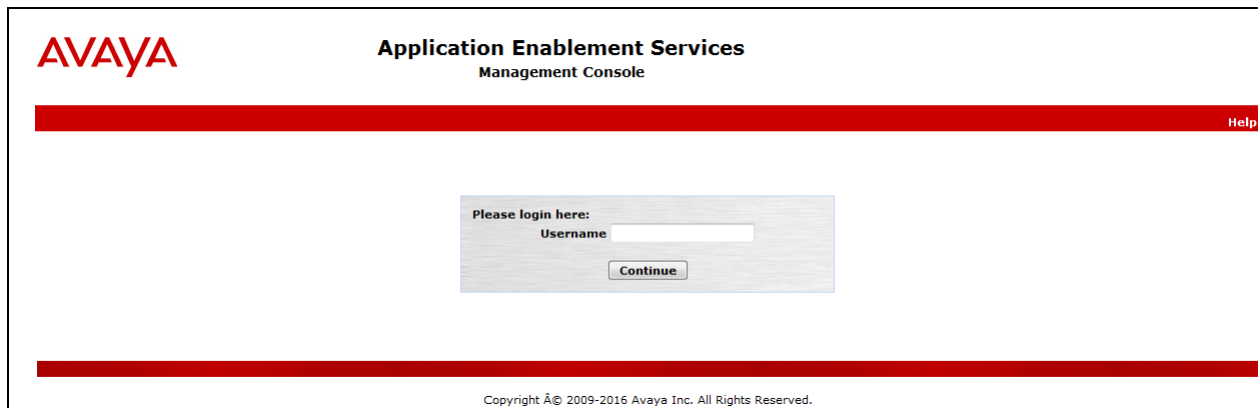 AVAYA
Application Enablement Services
Management Console
Help
Please login here:
Username
Continue
Copyright Â© 2009-2016 Avaya Inc. All Rights Reserved.